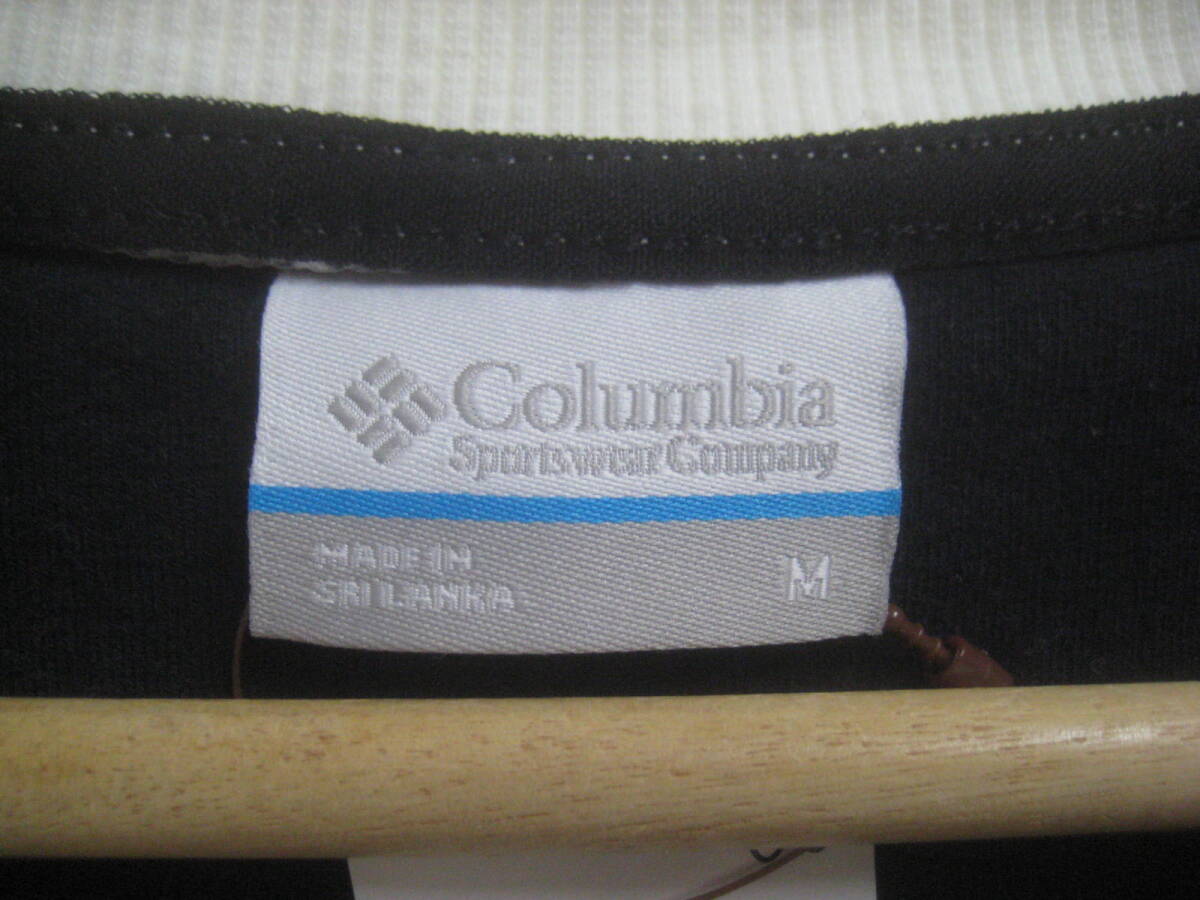 Columbia
Sportswear Company
MADE IN
SRI LANKA
M